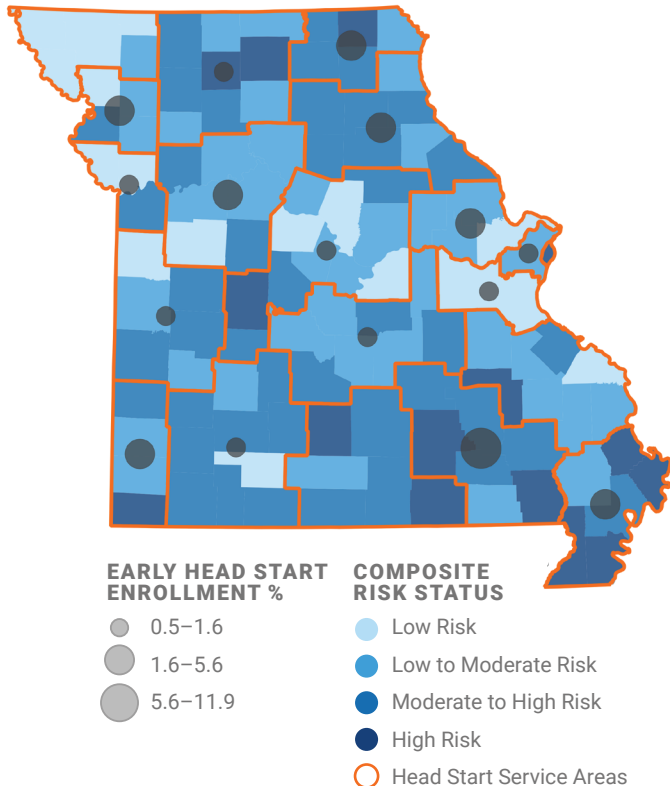 EARLY HEAD START
ENROLLMENT %
0.5–1.6
1.6–5.6
5.6–11.9
COMPOSITE
RISK STATUS
Low Risk
Low to Moderate Risk
Moderate to High Risk
High Risk
Head Start Service Areas